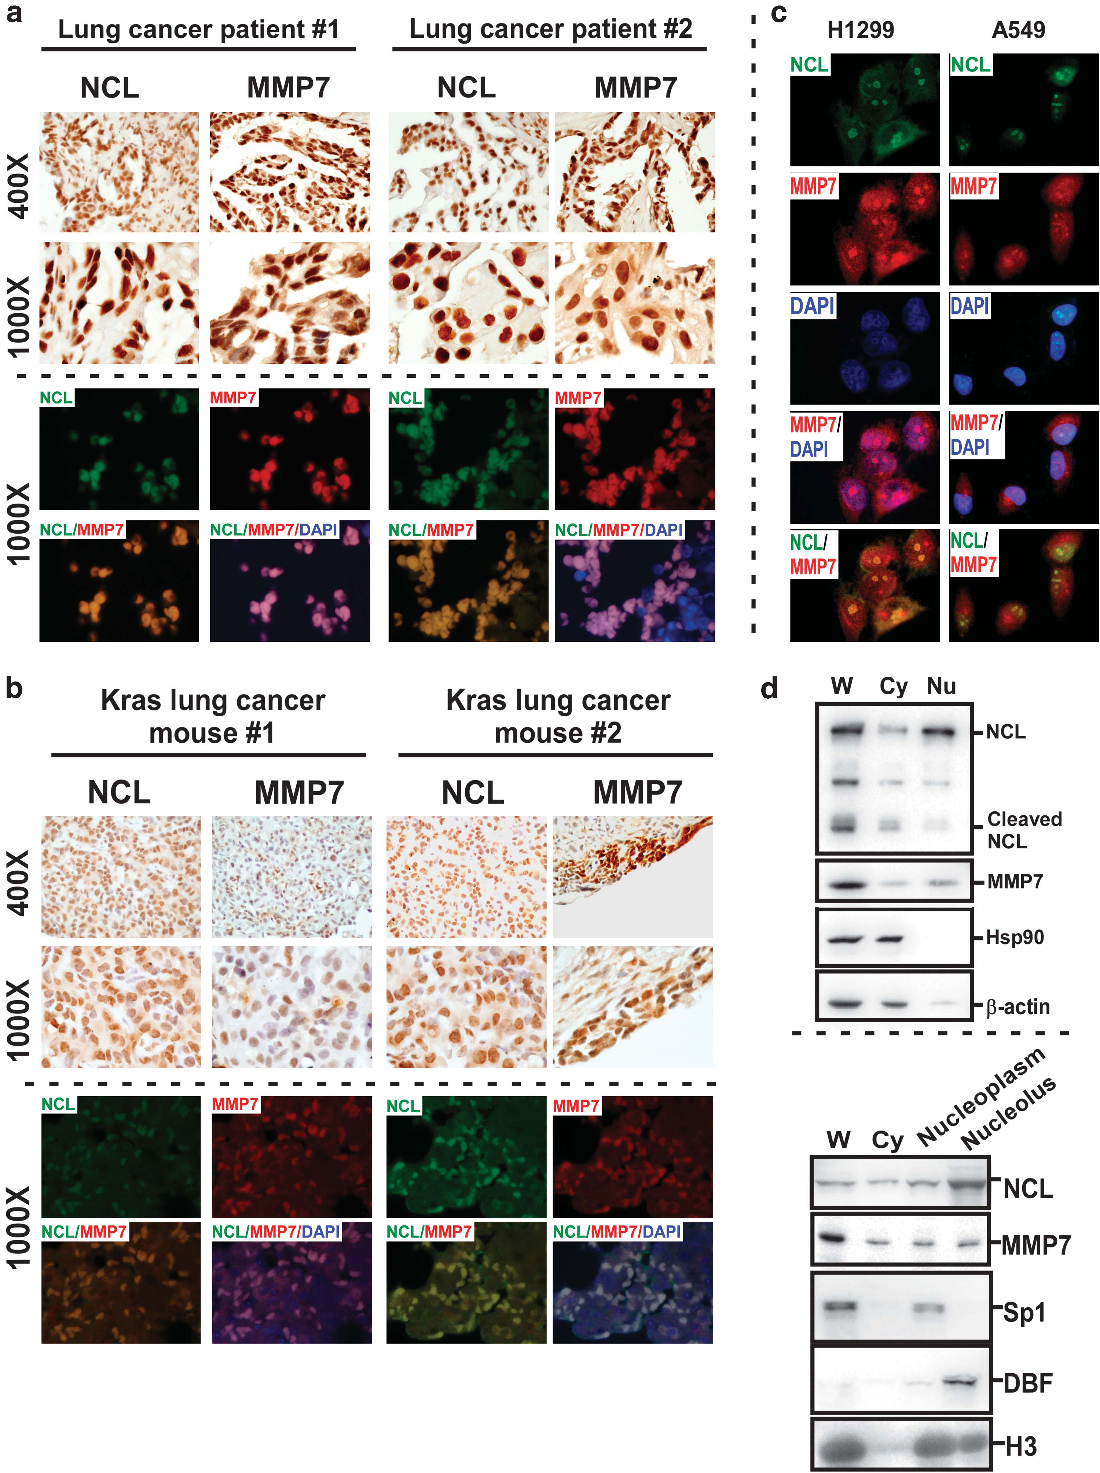 a
Lung cancer patient #1
Lung cancer patient #2
NCL
MMP7
NCL
MMP7
400X
1000X
1000X
NCL
MMP7
NCL
MMP7
NCL/MMP7
NCL/MMP7/DAPI
NCL/MMP7
NCL/MMP7/DAPI
b
Kras lung cancer
mouse #1
Kras lung cancer
mouse #2
NCL
MMP7
NCL
MMP7
400X
1000X
1000X
NCL
MMP7
NCL
MMP7
NCL/MMP7
NCL/MMP7/DAPI
NCL/MMP7
NCL/MMP7/DAPI
c
H1299
A549
NCL
NCL
MMP7
MMP7
DAPI
DAPI
MMP7/
DAPI
MMP7/
DAPI
NCL/
MMP7
NCL/
MMP7
d
W Cy Nu
NCL
Cleaved
NCL
MMP7
Hsp90
β-actin
W Cy Nucleoplasm Nucleolus
NCL
MMP7
Sp1
DBF
H3